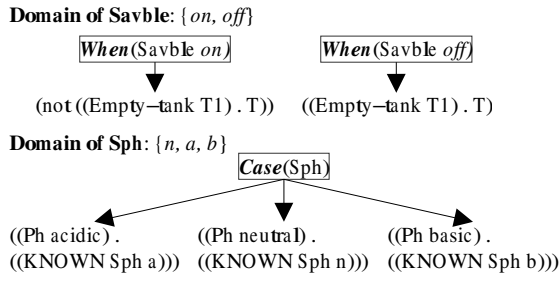 Domain of Savble: {on, off}
When(Savble on) When(Savble off)
(not ((Empty−tank T1) . T)) ((Empty−tank T1) . T)
Domain of Sph: {n, a, b}
Case(Sph)
((Ph acidic) . ((Ph neutral) . ((Ph basic) .
((KNOWN Sph a))) ((KNOWN Sph n))) ((KNOWN Sph b)))